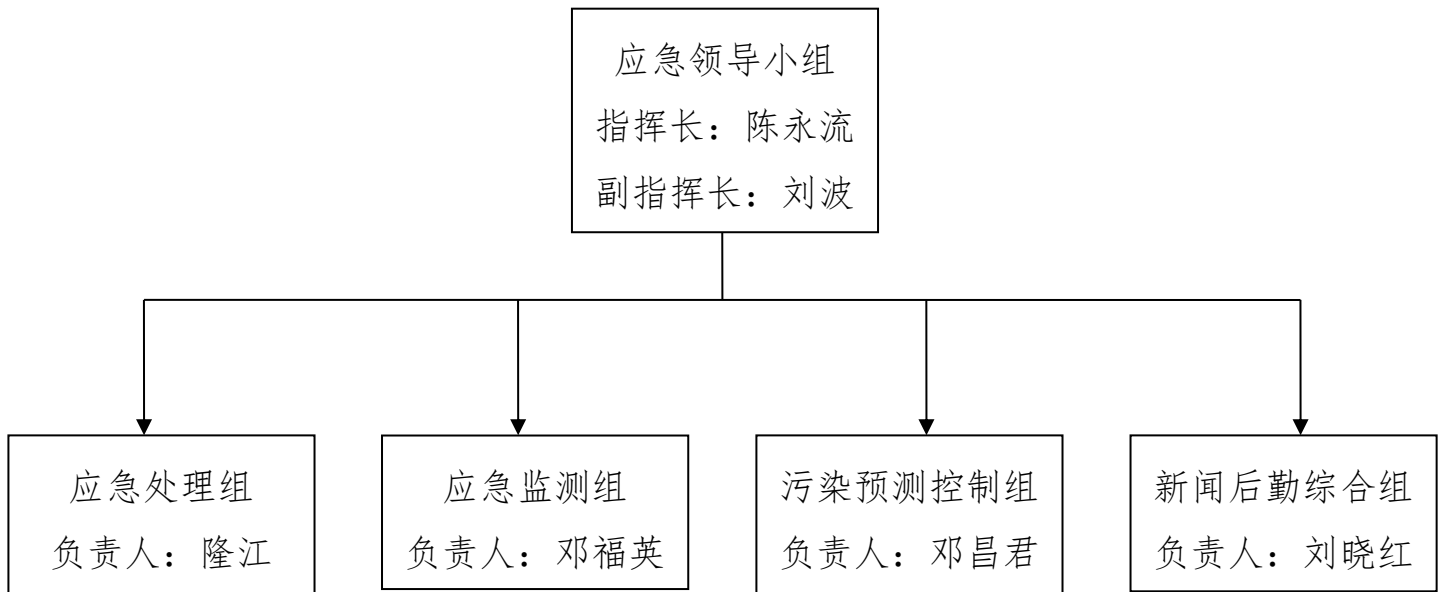 应急领导小组
指挥长：陈永流
副指挥长：刘波
应急处理组
负责人：隆江
应急监测组
负责人：邓福英
污染预测控制组
负责人：邓昌君
新闻后勤综合组
负责人：刘晓红